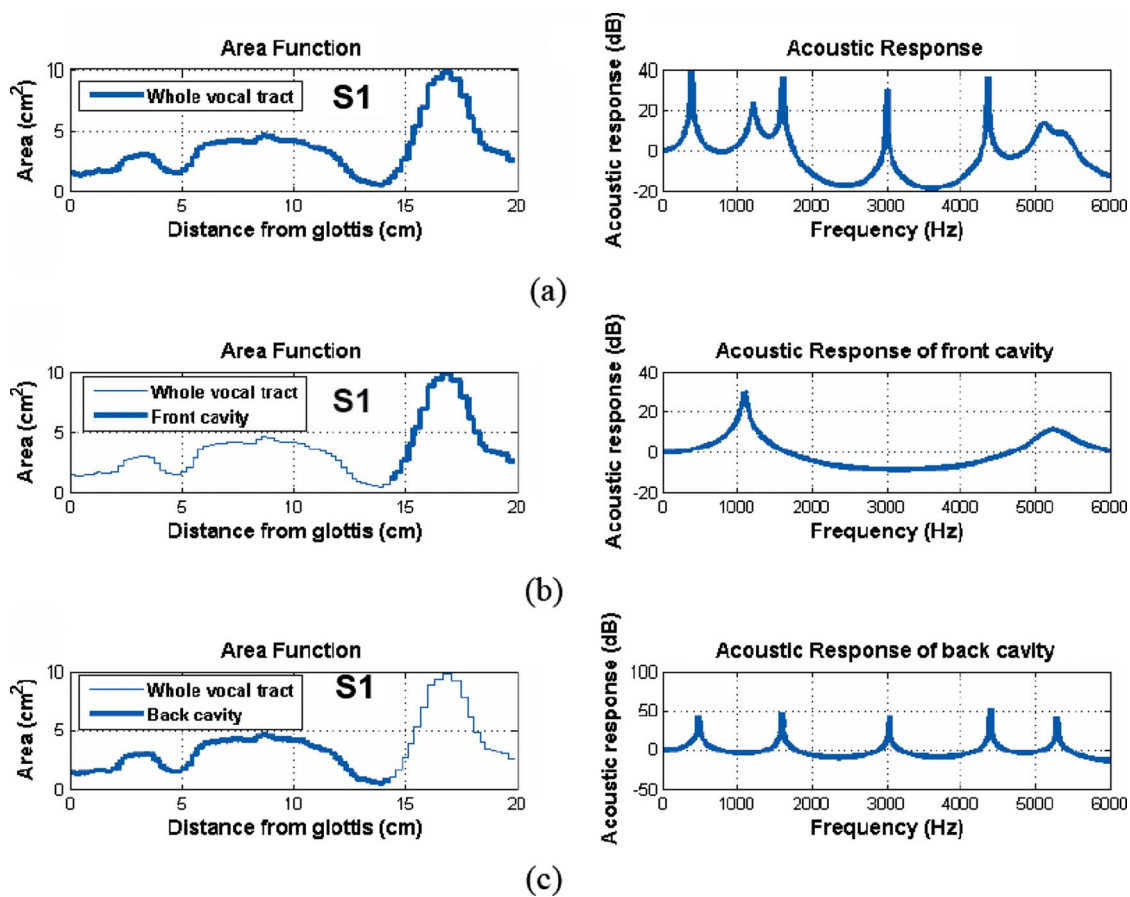 (a)
Area Function
Area (cm2)
10
5
0
Whole vocal tract
S1
0 5 10 15 20
Distance from glottis (cm)
Acoustic Response
Acoustic response (dB)
40
20
0
-20
0 1000 2000 3000 4000 5000 6000
Frequency (Hz)
(a)
Area Function
Area (cm2)
10
5
0
Whole vocal tract
Front cavity
S1
0 5 10 15 20
Distance from glottis (cm)
Acoustic Response of front cavity
Acoustic response (dB)
40
20
0
-20
0 1000 2000 3000 4000 5000 6000
Frequency (Hz)
(b)
Area Function
Area (cm2)
10
5
0
Whole vocal tract
Back cavity
S1
0 5 10 15 20
Distance from glottis (cm)
Acoustic Response of back cavity
Acoustic response (dB)
100
50
0
-50
0 1000 2000 3000 4000 5000 6000
Frequency (Hz)
(c)